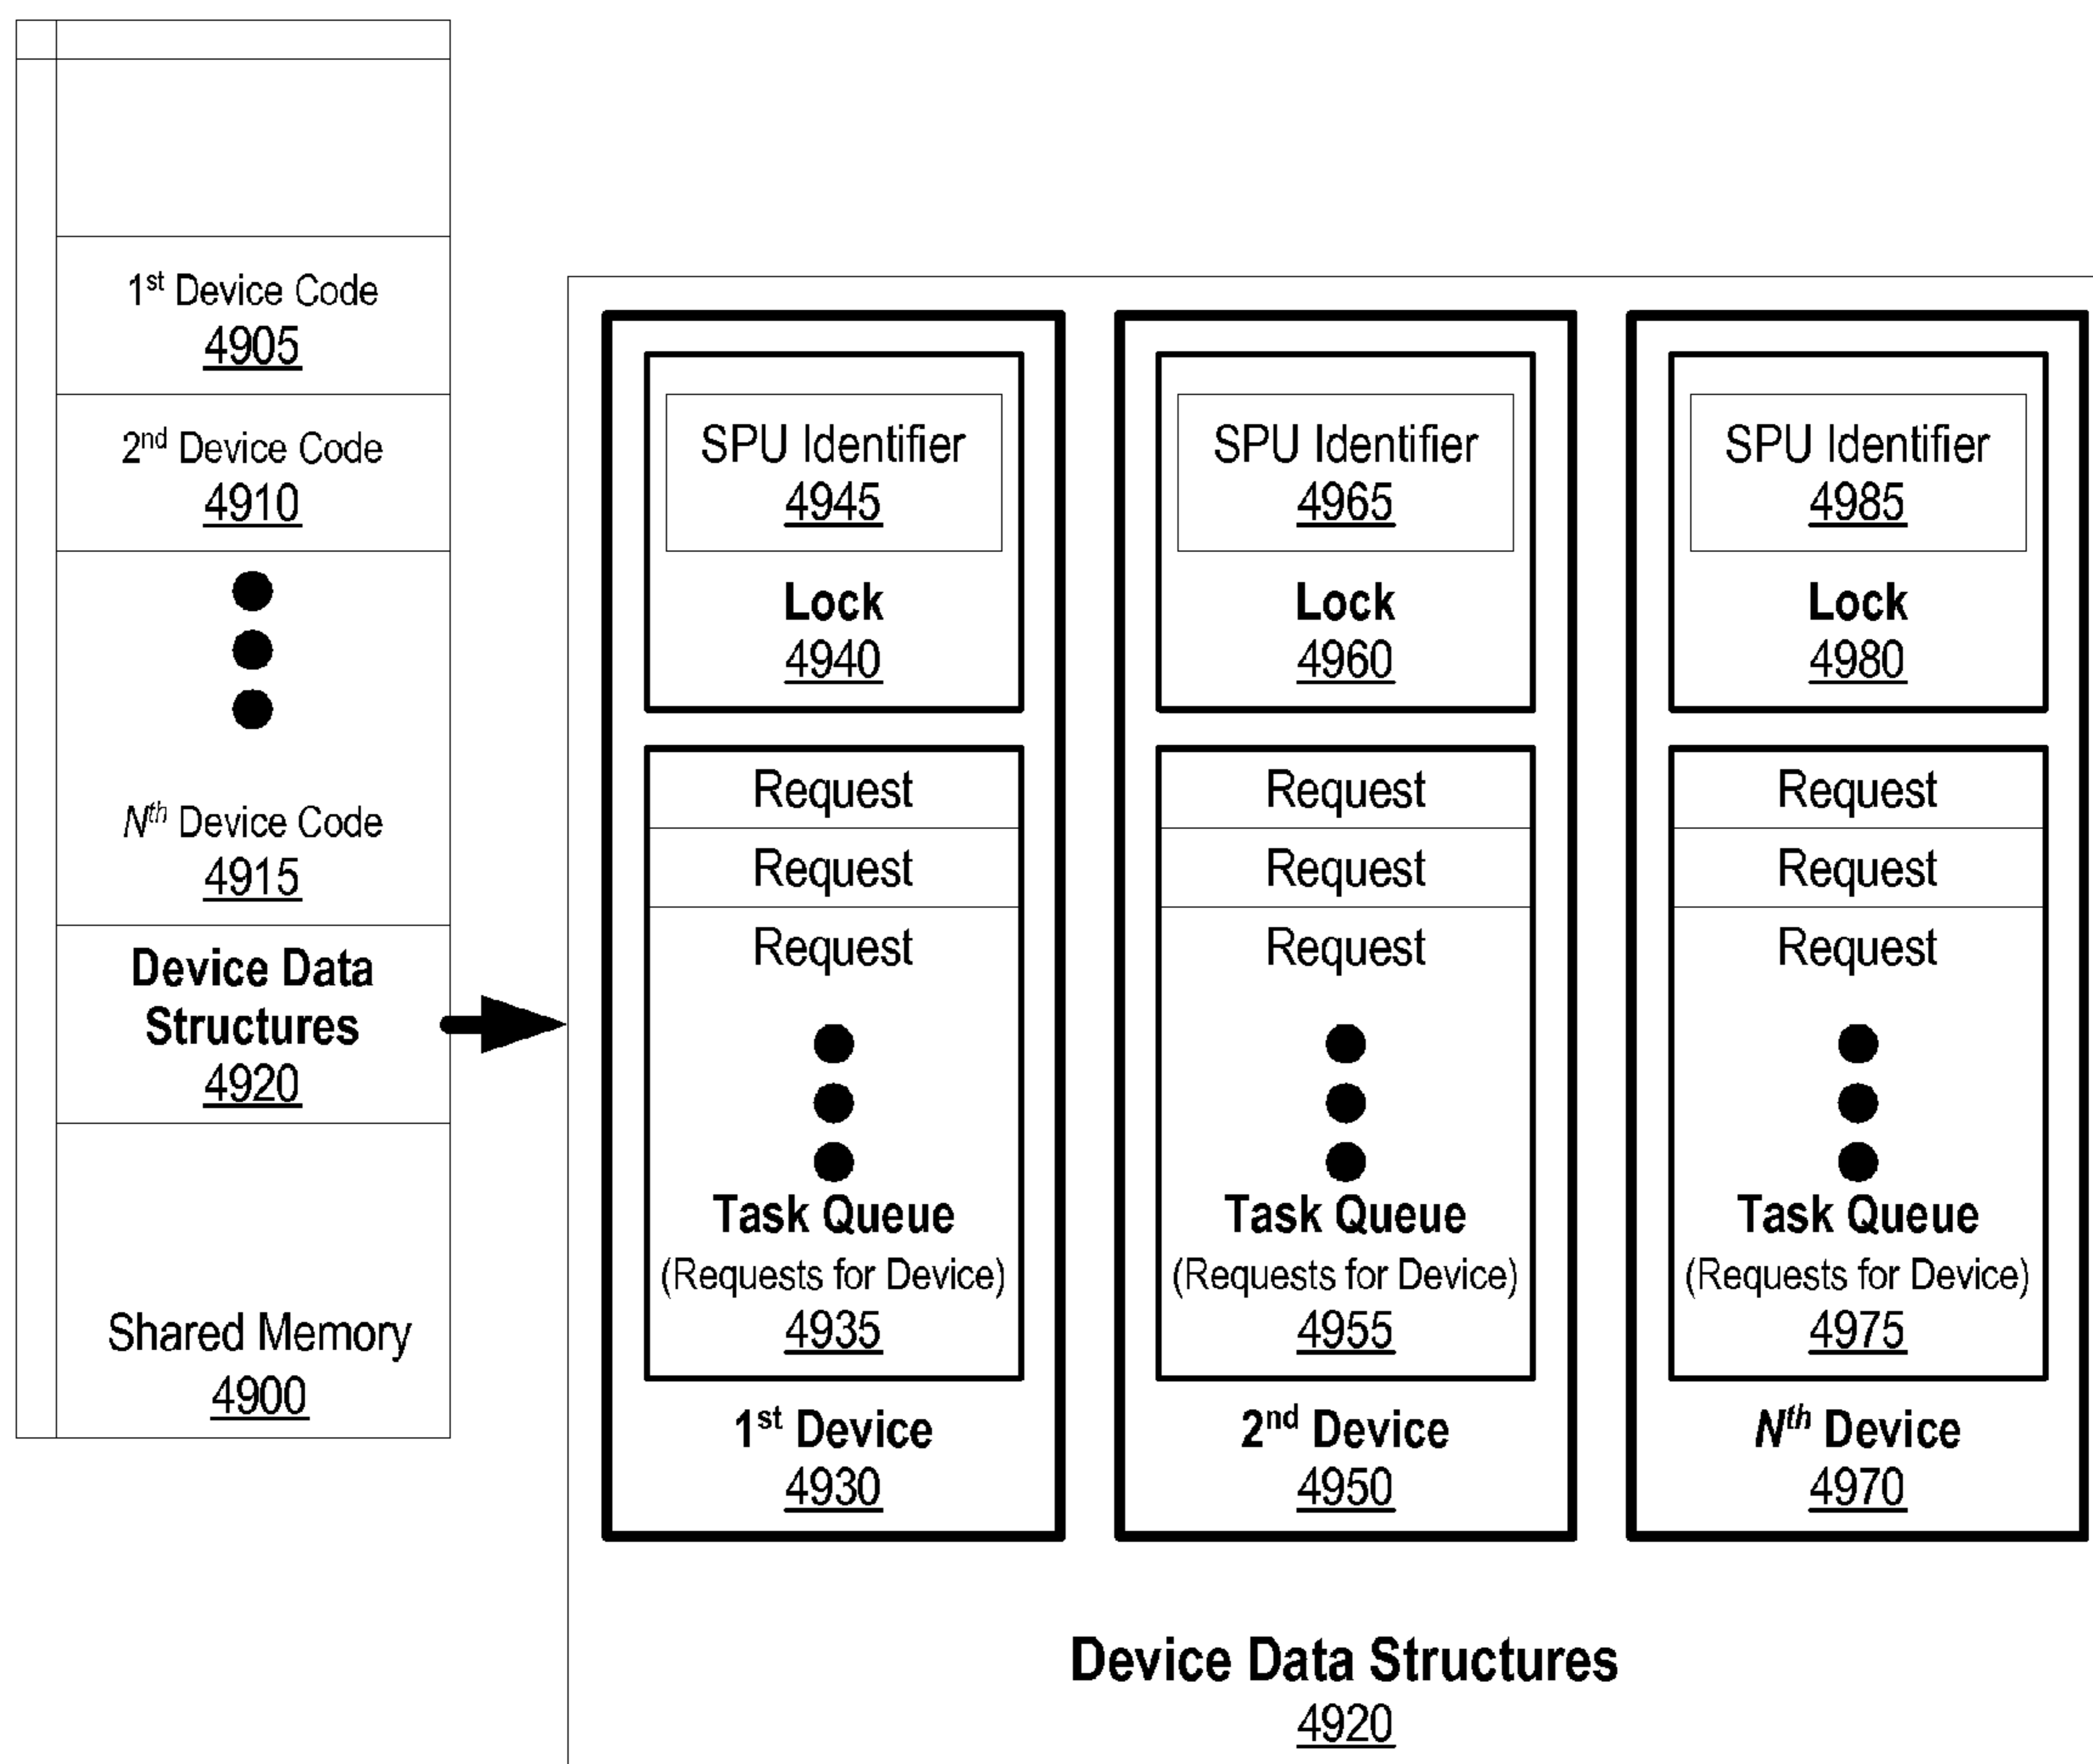 1st Device Code
4905
2nd Device Code
4910
Nth Device Code
4915
Device Data
Structures
4920
Shared Memory
4900
SPU Identifier
4945
Lock
4940
Request
Request
Request
Task Queue
(Requests for Device)
4935
1st Device
4930
SPU Identifier
4965
Lock
4960
Request
Request
Request
Task Queue
(Requests for Device)
4955
2nd Device
4950
SPU Identifier
4985
Lock
4980
Request
Request
Request
Task Queue
(Requests for Device)
4975
Nth Device
4970
Device Data Structures
4920